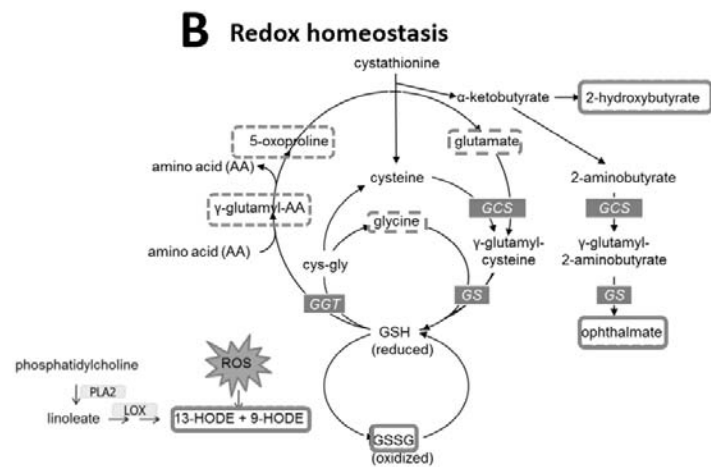 B Redox homeostasis
cystathionine
α-ketobutyrate
2-hydroxybutyrate
5-oxoproline
glutamate
amino acid (AA)
cysteine
2-aminobutyrate
γ-glutamyl-AA
GCS
GCS
glycine
amino acid (AA)
cys-gly
γ-glutamyl-
cysteine
γ-glutamyl-
2-aminobutyrate
GGT
GS
GS
GSH
(reduced)
ophthalmate
phosphatidylcholine
ROS
PLA2
LOX
linoleate
13-HODE + 9-HODE
GSSG
(oxidized)